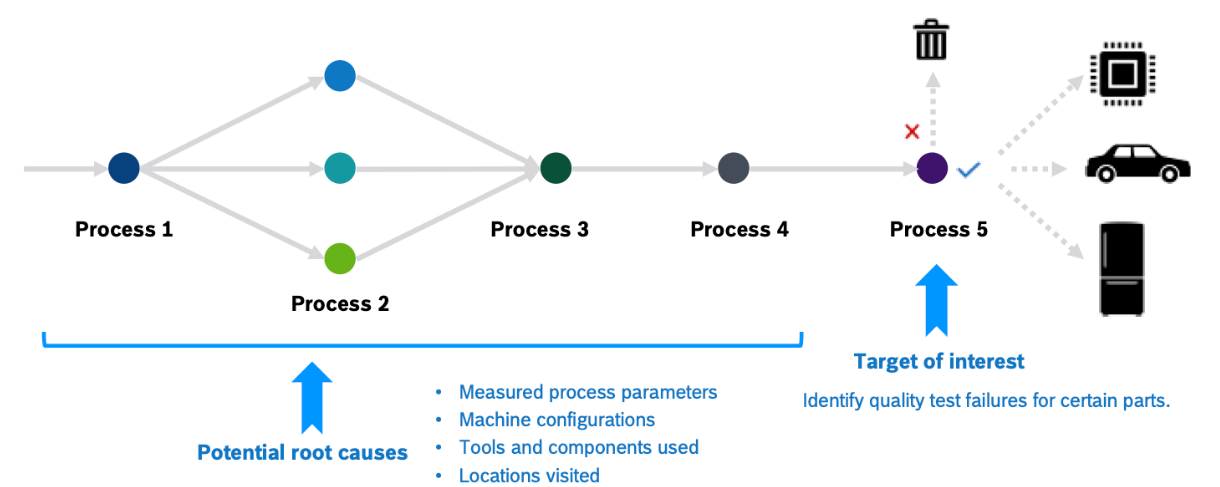 Process 1
Process 2
Process 3
Process 4
Process 5
Target of interest
Identify quality test failures for certain parts.
Potential root causes
• Measured process parameters
• Machine configurations
• Tools and components used
• Locations visited